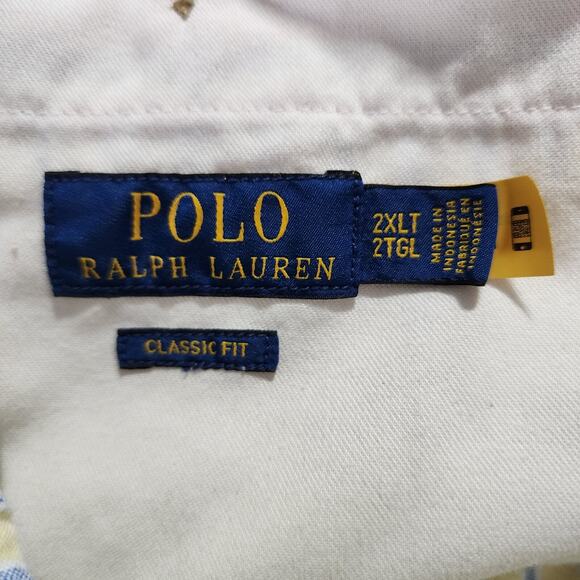 POLO
RALPH LAUREN
2XLT
2TGL
MADE IN
INDONESIA
FABRIQUÉ EN
INDONÉSIE
CLASSIC FIT